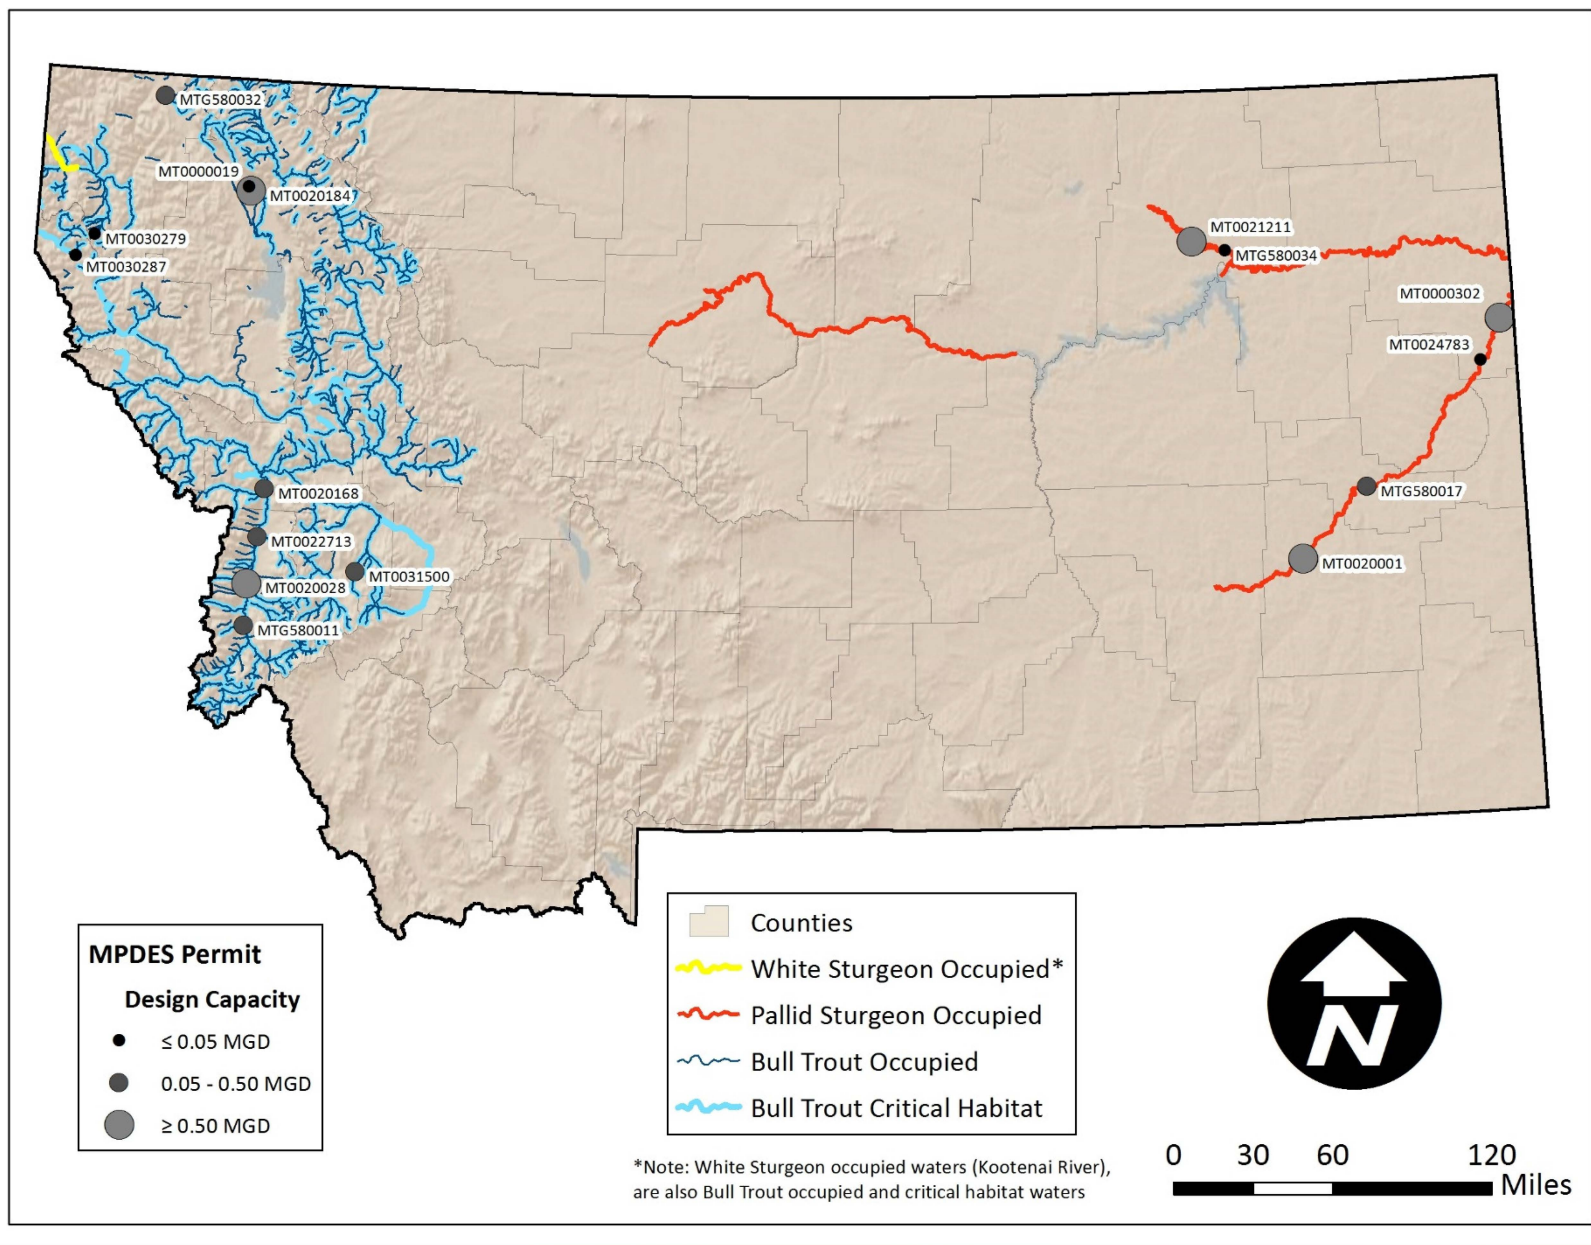 MTG580032
MT0000019
MT0020184
MT0030279
MT0030287
MT0021211
MTG580034
MT0000302
MT0024783
MT0020168
MTG580017
MT0022713
MT0020001
MT0031500
MT0020028
MTG580011
MPDES Permit
Design Capacity
≤ 0.05 MGD
0.05 - 0.50 MGD
≥ 0.50 MGD
Counties
White Sturgeon Occupied*
Pallid Sturgeon Occupied
Bull Trout Occupied
Bull Trout Critical Habitat
*Note: White Sturgeon occupied waters (Kootenai River),
are also Bull Trout occupied and critical habitat waters
N
0 30 60 120
Miles